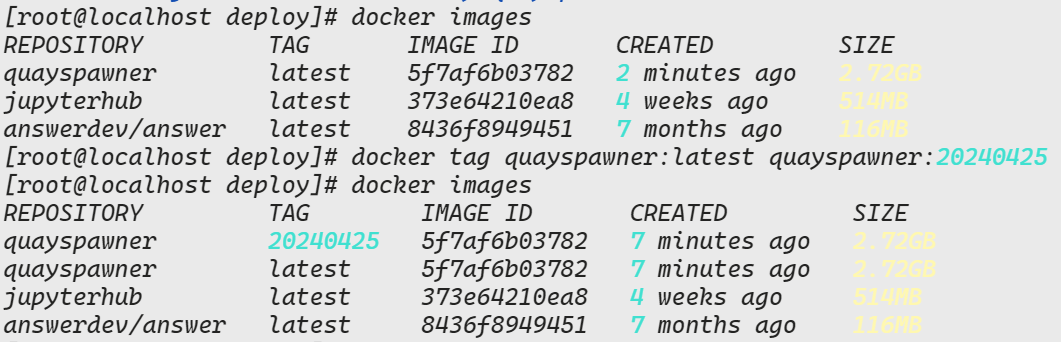 [root@localhost deploy]# docker images
REPOSITORY TAG IMAGE ID CREATED SIZE
quayspawner latest 5f7af6b03782 2 minutes ago 2.72GB
jupyterhub latest 373e64210ea8 4 weeks ago 514MB
answerdev/answer latest 8436f8949451 7 months ago 116MB
[root@localhost deploy]# docker tag quayspawner:latest quayspawner:20240425
[root@localhost deploy]# docker images
REPOSITORY TAG IMAGE ID CREATED SIZE
quayspawner 20240425 5f7af6b03782 7 minutes ago 2.72GB
quayspawner latest 5f7af6b03782 7 minutes ago 2.72GB
jupyterhub latest 373e64210ea8 4 weeks ago 514MB
answerdev/answer latest 8436f8949451 7 months ago 116MB